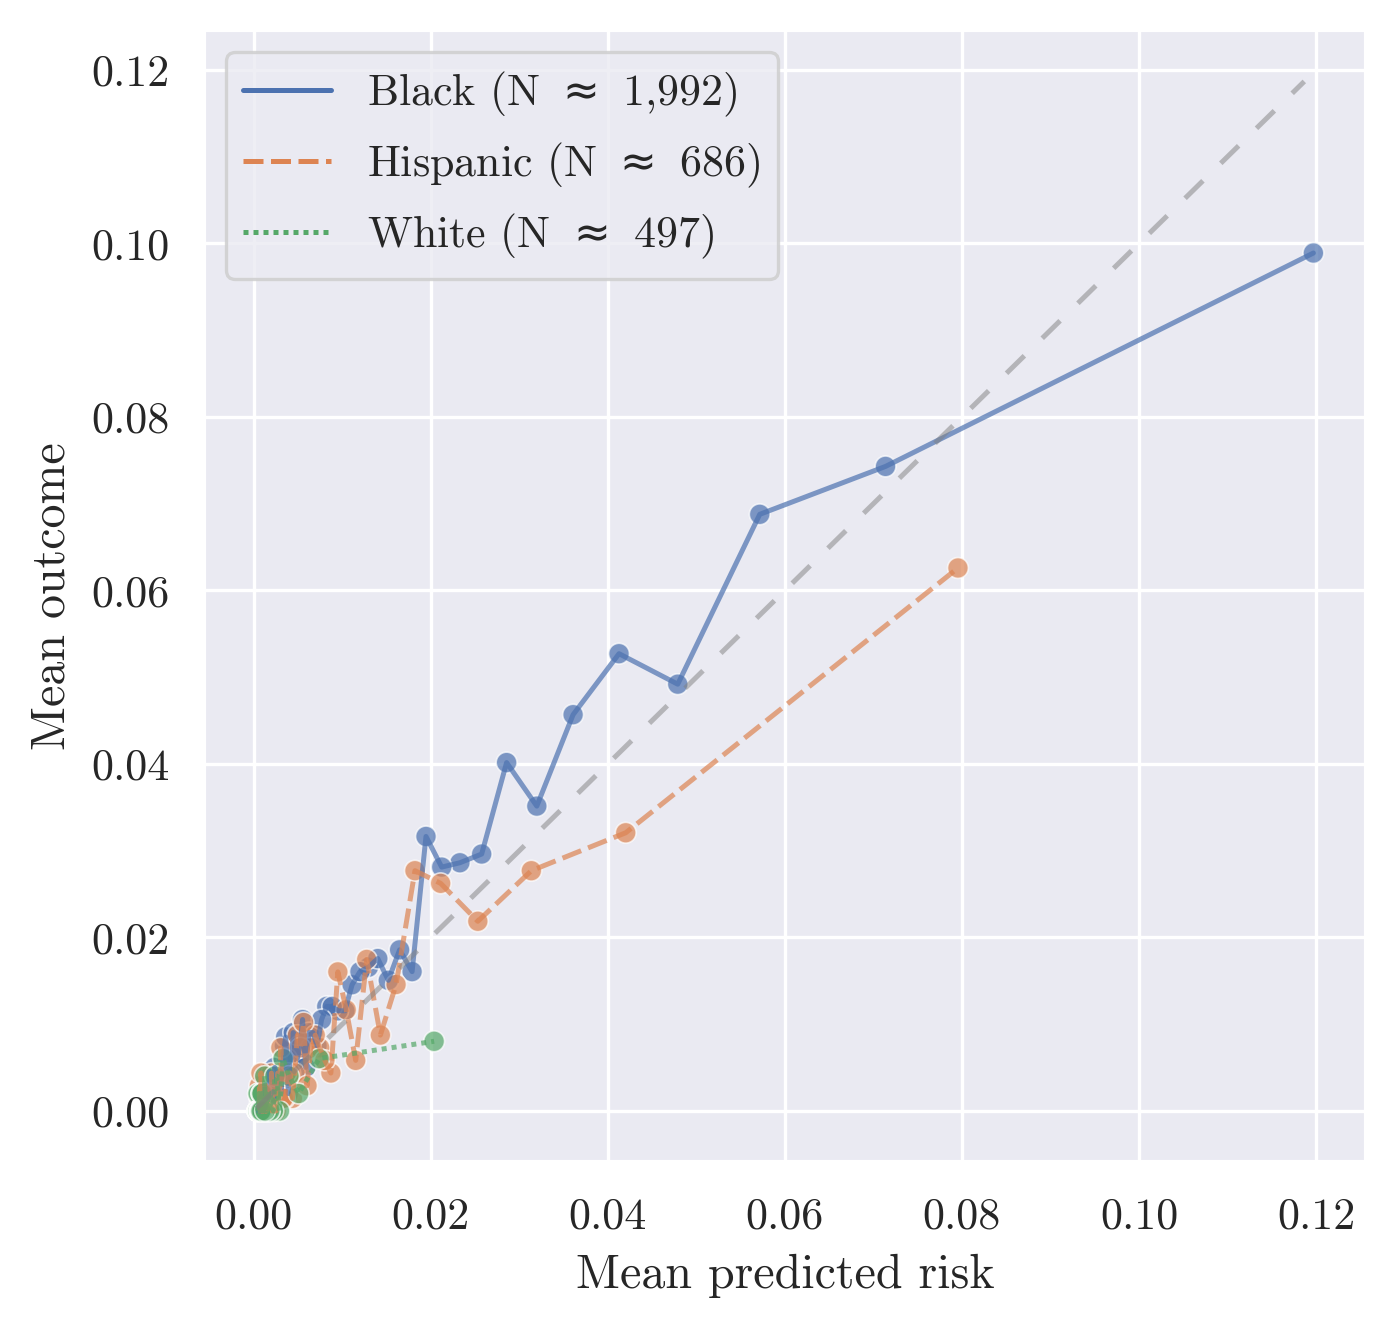 0.12
0.10
0.08
0.06
0.04
0.02
0.00
Mean outcome
Black (N ≈ 1,992)
Hispanic (N ≈ 686)
White (N ≈ 497)
0.00 0.02 0.04 0.06 0.08 0.10 0.12
Mean predicted risk